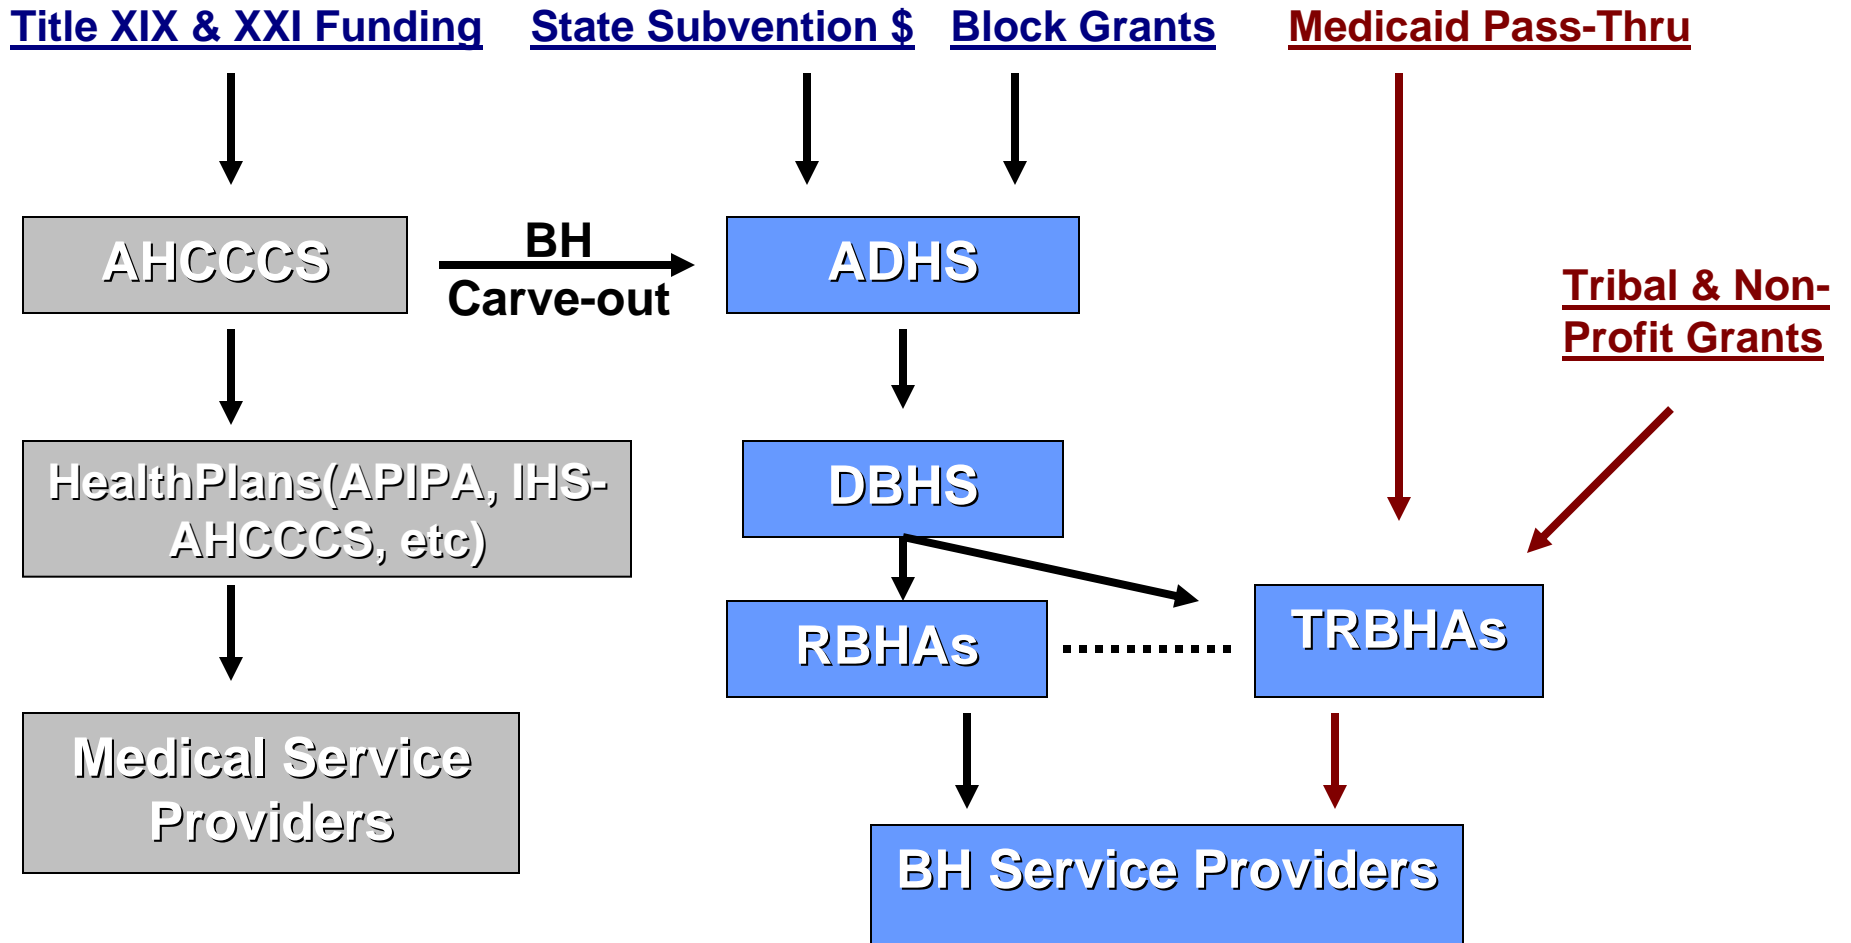 Title XIX & XXI Funding
State Subvention $
Block Grants
Medicaid Pass-Thru
AHCCCS
BH
Carve-out
ADHS
Tribal & Non-
Profit Grants
HealthPlans(APIPA, IHS-
AHCCCS, etc)
DBHS
RBHAs
TRBHAs
Medical Service
Providers
BH Service Providers